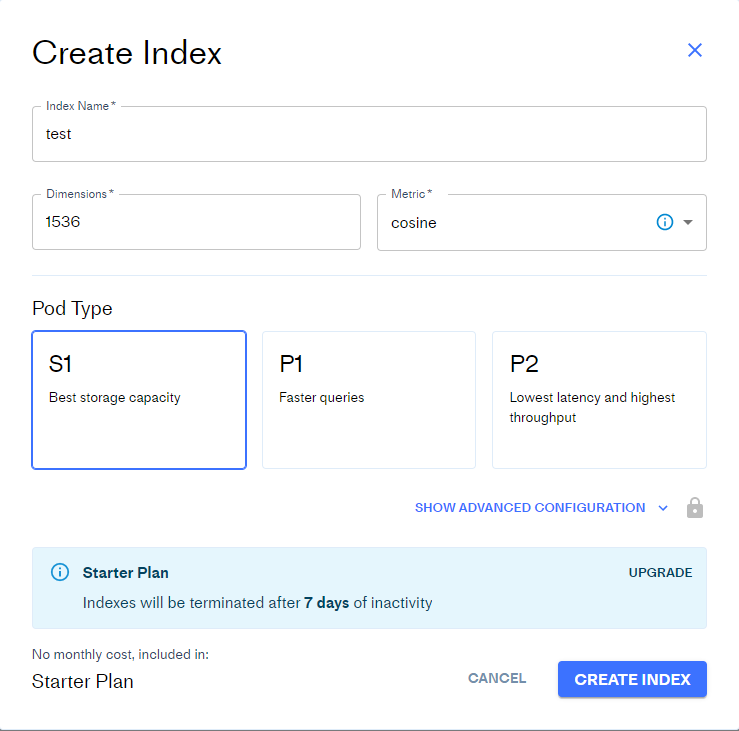 Create Index
Index Name *
test
Dimensions *
1536
Metric *
cosine
Pod Type
S1
Best storage capacity
P1
Faster queries
P2
Lowest latency and highest
throughput
SHOW ADVANCED CONFIGURATION
Starter Plan
UPGRADE
Indexes will be terminated after 7 days of inactivity
No monthly cost, included in:
Starter Plan
CANCEL
CREATE INDEX